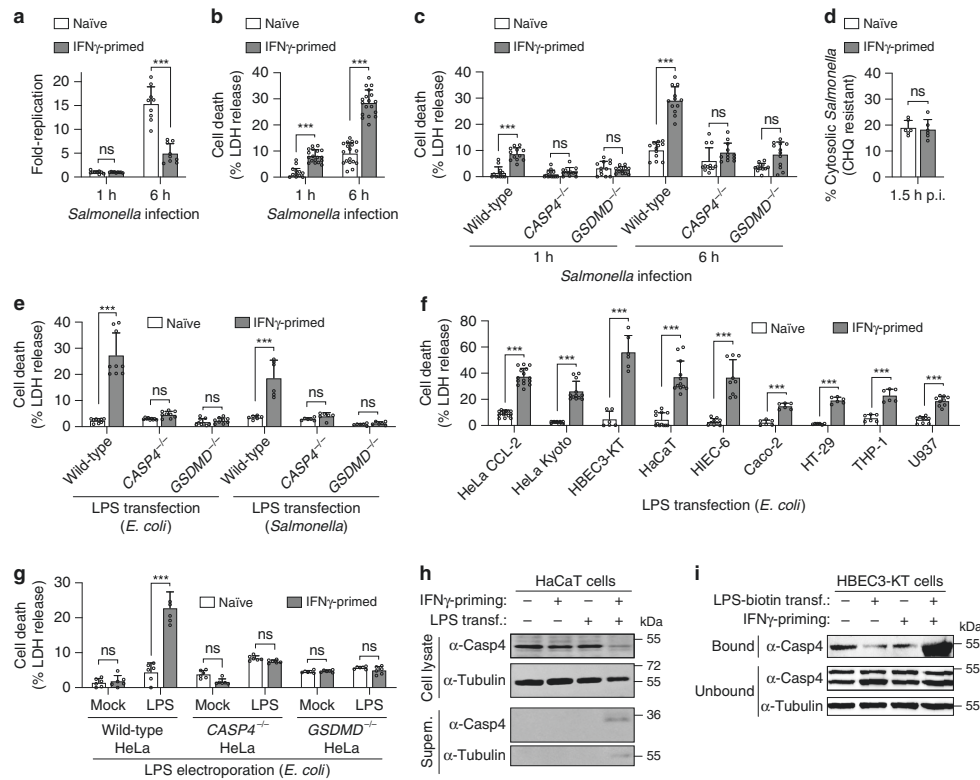 a
Naïve
IFNγ-primed
Fold-replication
20
15
10
5
0
ns
***
1 h
6 h
Salmonella infection
b
Naïve
IFNγ-primed
Cell death
(% LDH release)
40
30
20
10
0
***
***
1 h
6 h
Salmonella infection
c
Naïve
IFNγ-primed
Cell death
(% LDH release)
40
30
20
10
0
***
ns
ns
***
ns
ns
Wild-type
CASP4–/–
GSDMD–/–
Wild-type
CASP4–/–
GSDMD–/–
1 h
6 h
Salmonella infection
d
Naïve
IFNγ-primed
% Cytosolic Salmonella
(CHQ resistant)
40
30
20
10
0
ns
1.5 h p.i.
e
Naïve
IFNγ-primed
Cell death
(% LDH release)
40
30
20
10
0
***
ns
ns
***
ns
ns
Wild-type
CASP4–/–
GSDMD–/–
Wild-type
CASP4–/–
GSDMD–/–
LPS transfection
(E. coli)
LPS transfection
(Salmonella)
f
Naïve
IFNγ-primed
Cell death
(% LDH release)
80
60
40
20
0
***
***
***
***
***
***
***
***
***
HeLa CCL-2
HeLa Kyoto
HBEC3-KT
HaCaT
HIEC-6
Caco-2
HT-29
THP-1
U937
LPS transfection (E. coli)
g
Naïve
IFNγ-primed
Cell death
(% LDH release)
30
20
10
0
ns
***
ns
ns
ns
ns
Mock
LPS
Mock
LPS
Mock
LPS
Wild-type
HeLa
CASP4–/–
HeLa
GSDMD–/–
HeLa
LPS electroporation (E. coli)
h
HaCaT cells
IFNγ-priming: – + – +
LPS transf.: – – + +
kDa
Cell lysate
α-Casp4
55
α-Tubulin
72
55
Supern.
α-Casp4
36
α-Tubulin
55
i
HBEC3-KT cells
LPS-biotin transf.: – + – +
IFNγ-priming: – – + +
kDa
Bound
α-Casp4
55
Unbound
α-Casp4
55
α-Tubulin
55